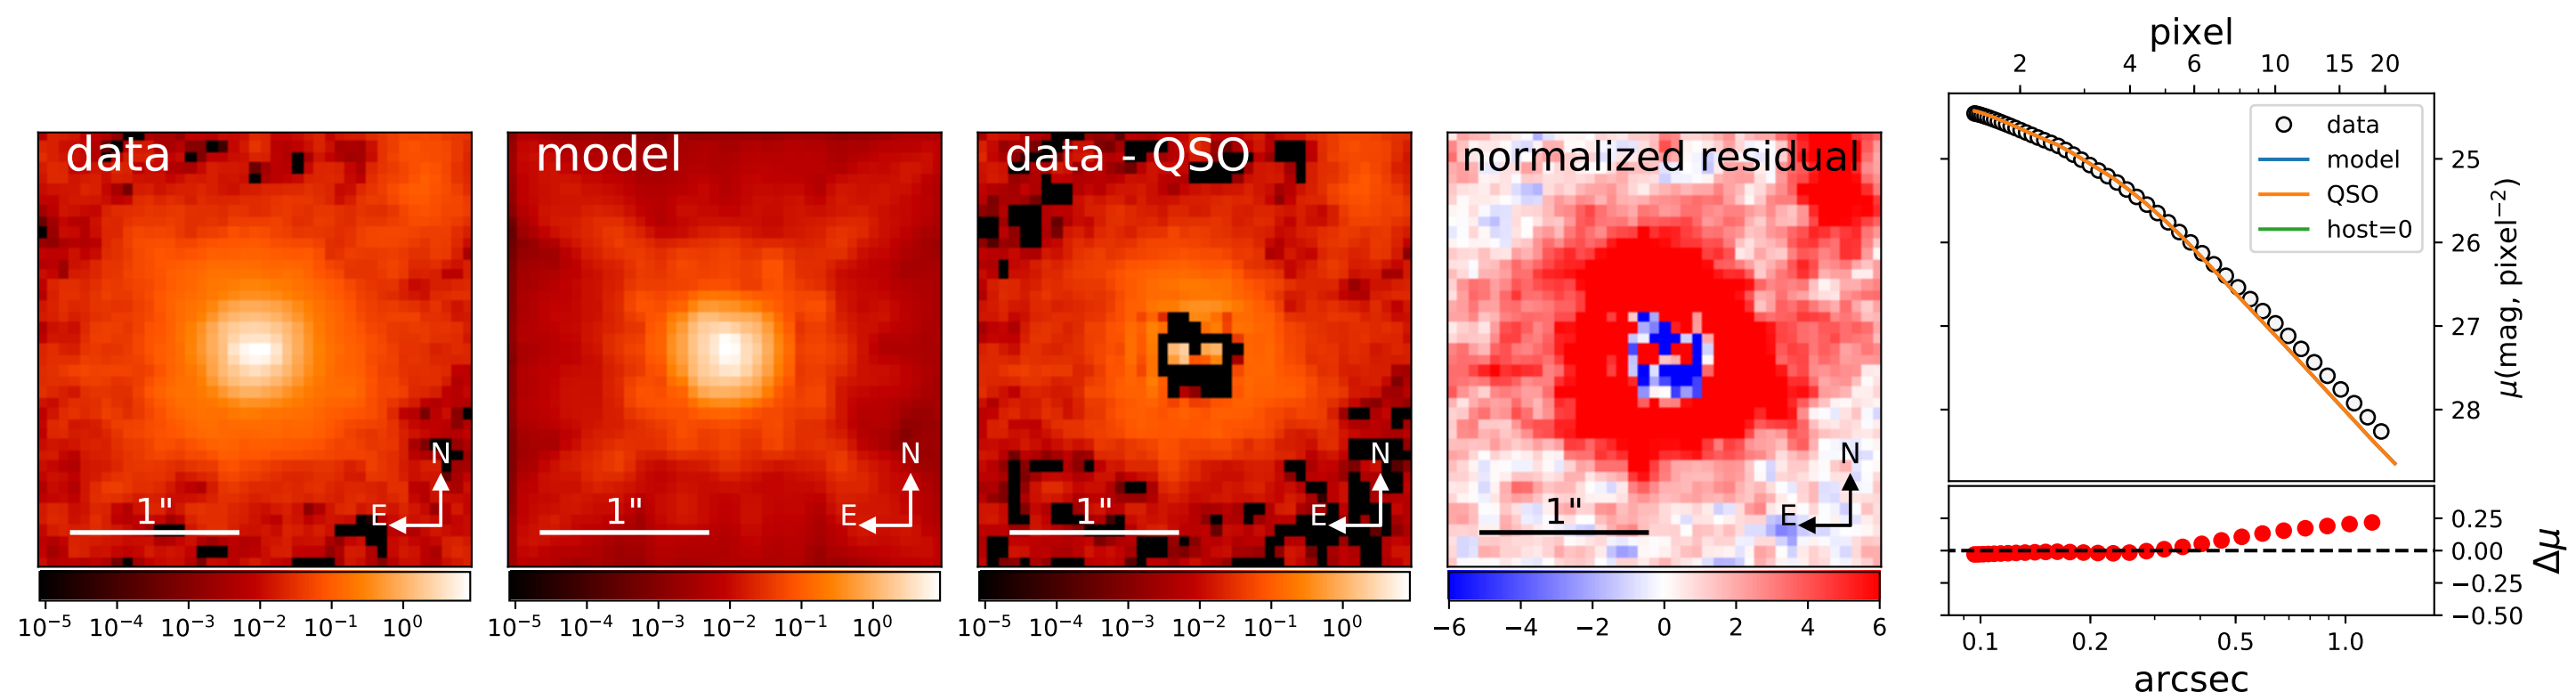 data
N
E
1"
10⁻⁵ 10⁻⁴ 10⁻³ 10⁻² 10⁻¹ 10⁰
model
N
E
1"
10⁻⁵ 10⁻⁴ 10⁻³ 10⁻² 10⁻¹ 10⁰
data - QSO
N
E
1"
10⁻⁵ 10⁻⁴ 10⁻³ 10⁻² 10⁻¹ 10⁰
normalized residual
N
E
1"
−6 −4 −2 0 2 4 6
pixel
2 4 6 10 15 20
data
model
QSO
host=0
25
26
27
28
μ(mag, pixel⁻²)
0.25
0.00
−0.25
−0.50
Δμ
0.1 0.2 0.5 1.0
arcsec